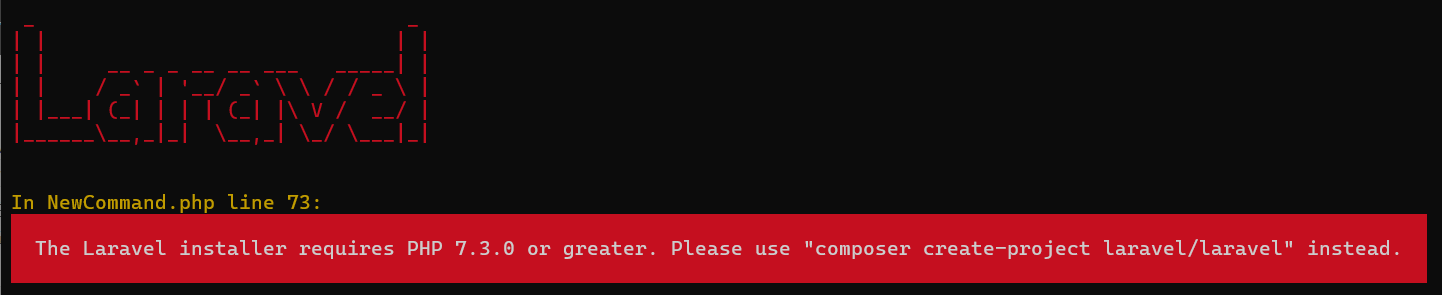 Laravel
In NewCommand.php line 73:
The Laravel installer requires PHP 7.3.0 or greater. Please use "composer create-project laravel/laravel" instead.